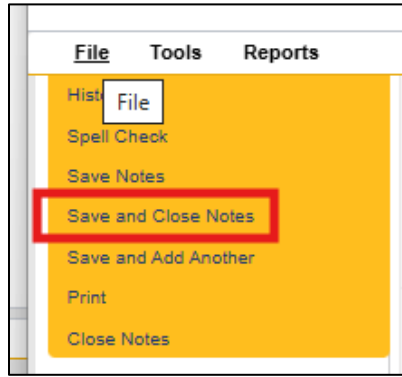 File Tools Reports
Hist
File
Spell Check
Save Notes
Save and Close Notes
Save and Add Another
Print
Close Notes